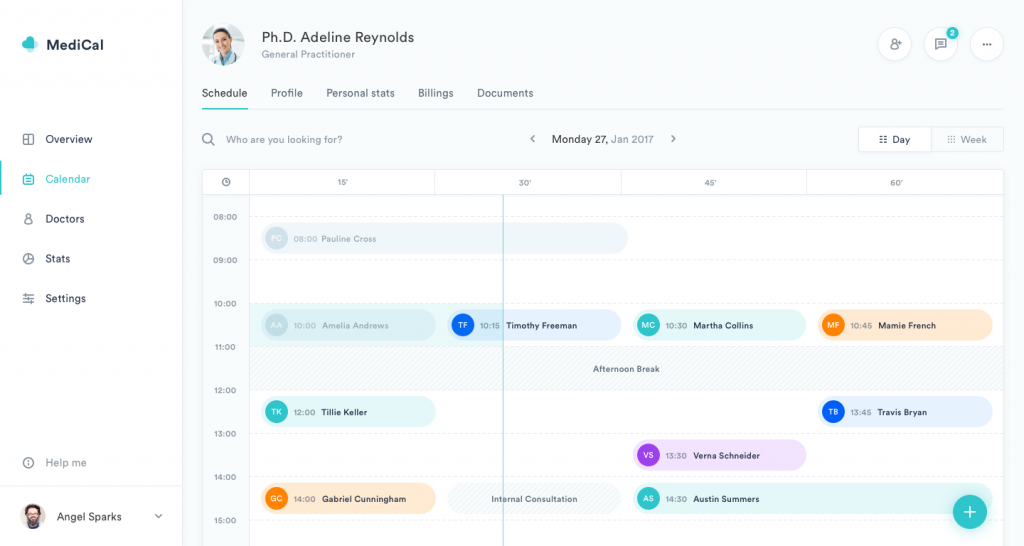 MediCal
Ph.D. Adeline Reynolds
General Practitioner
2
Schedule Profile Personal stats Billings Documents
Who are you looking for? Monday 27, Jan 2017 Day Week
Overview
Calendar
Doctors
Stats
Settings
Help me
Angel Sparks
15' 30' 45' 60'
08:00
PC 08:00 Pauline Cross
09:00
10:00
AA 10:00 Amelia Andrews TF 10:15 Timothy Freeman MC 10:30 Martha Collins MF 10:45 Mamie French
11:00
Afternoon Break
12:00
TK 12:00 Tillie Keller TB 13:45 Travis Bryan
13:00
VS 13:30 Verna Schneider
14:00
GC 14:00 Gabriel Cunningham Internal Consultation AS 14:30 Austin Summers
15:00